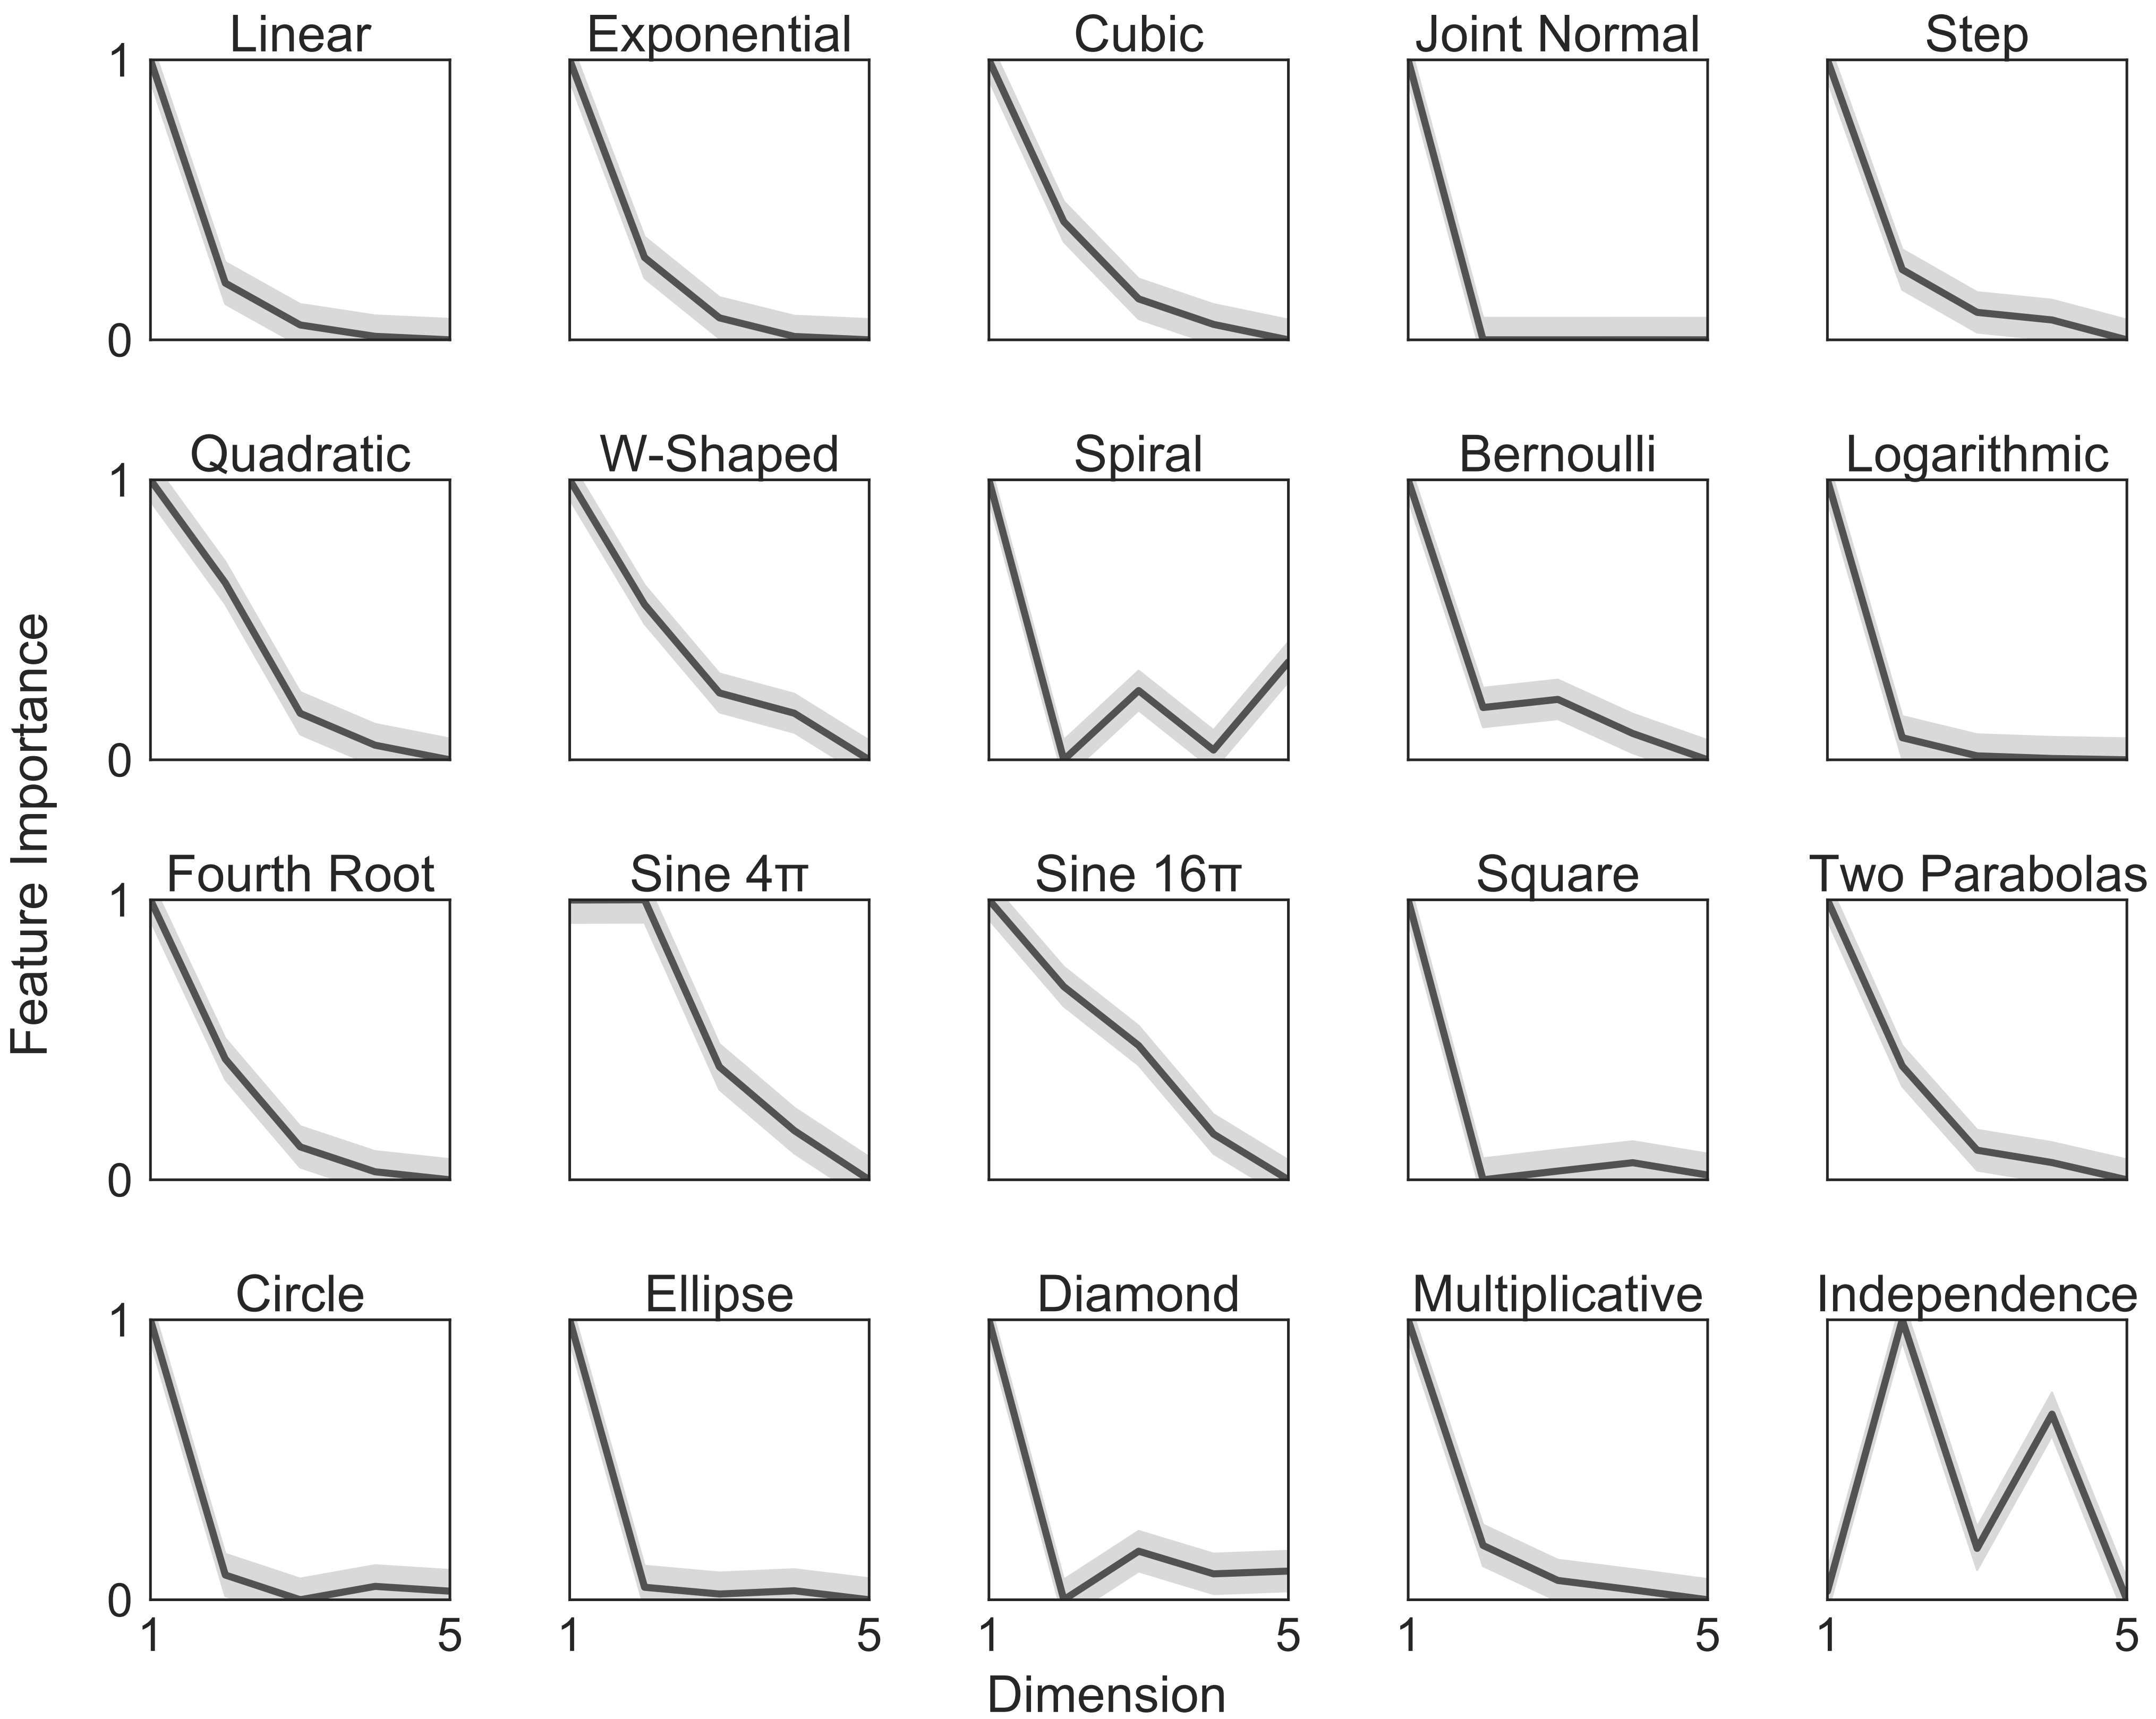 Linear
Exponential
Cubic
Joint Normal
Step
1
0
Quadratic
W-Shaped
Spiral
Bernoulli
Logarithmic
1
0
Feature Importance
Fourth Root
Sine 4π
Sine 16π
Square
Two Parabolas
1
0
Circle
Ellipse
Diamond
Multiplicative
Independence
1
0
1 5
1 5
1 5
1 5
1 5
Dimension